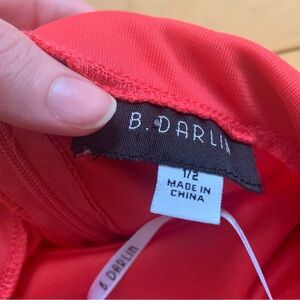 B. DARLIN
1/2
MADE IN
CHINA
B. DARLIN